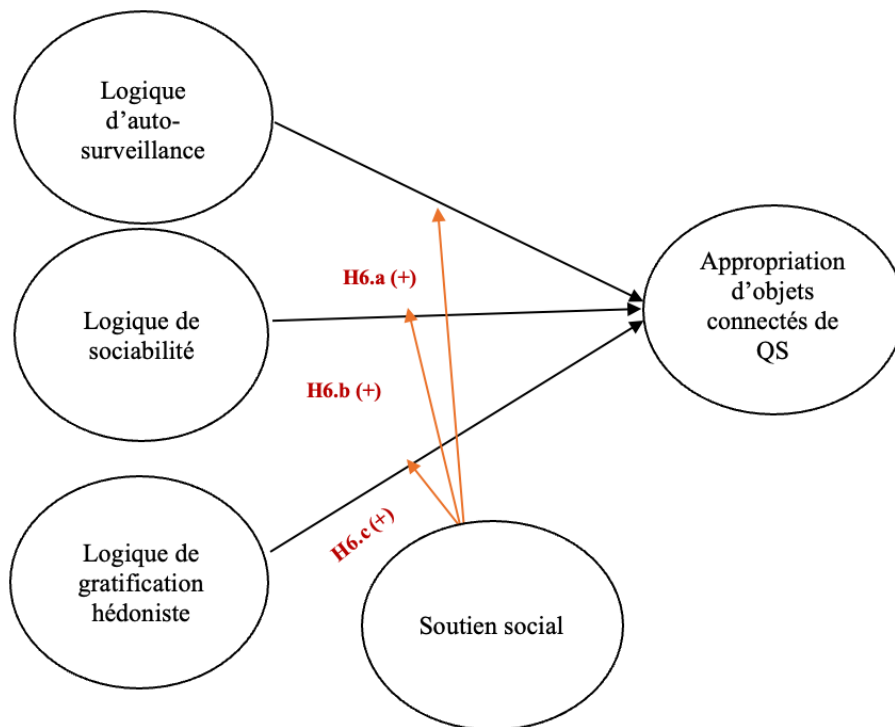 Logique
d’auto-
surveillance
Logique de
sociabilité
Logique de
gratification
hédoniste
H6.a (+)
H6.b (+)
H6.c (+)
Soutien social
Appropriation
d’objets
connectés de
QS